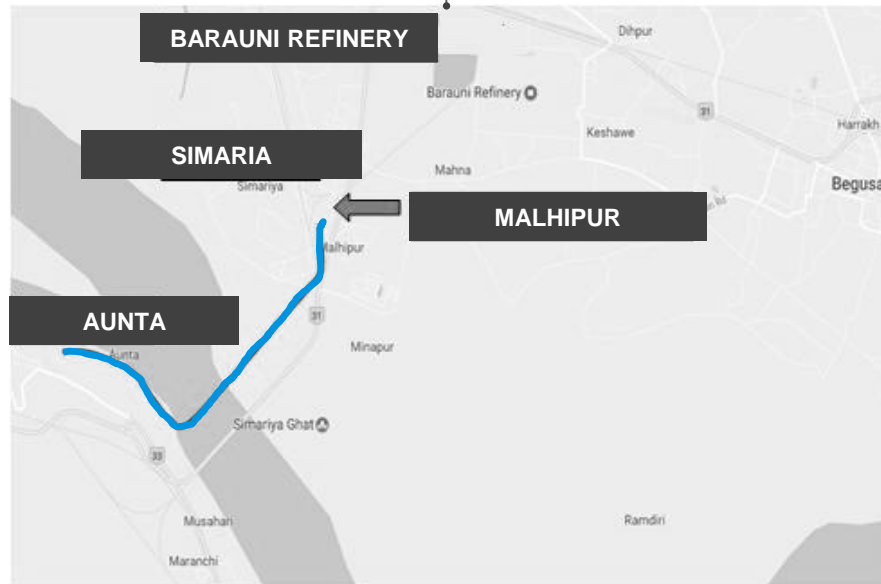 BARAUNI REFINERY
Dihpur
Barauni Refinery
31
Harrakh
Keshawe
SIMARIA
Mahna
Simariya
Begusa
MALHIPUR
Malhipur
AUNTA
31
Minapur
Aunta
Simariya Ghat
33
Musahari
Ramdiri
Maranchi